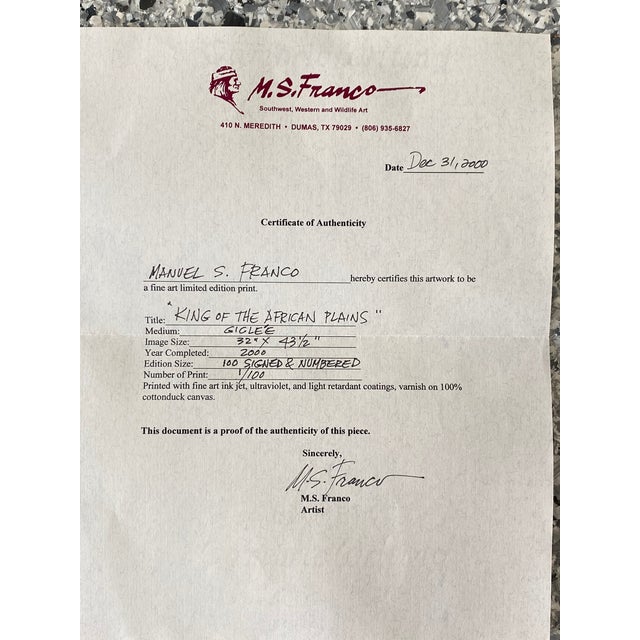 M.S. Franco
Southwest, Western and Wildlife Art
410 N. MEREDITH • DUMAS, TX 79029 • (806) 935-6827
Date Dec 31, 2000
Certificate of Authenticity
MANUEL S. FRANCO hereby certifies this artwork to be
a fine art limited edition print.
Title: "KING OF THE AFRICAN PLAINS"
Medium: GICLE'E
Image Size: 32" X 43 1/2"
Year Completed: 2000
Edition Size: 100 SIGNED & NUMBERED
Number of Print: 1/100
Printed with fine art ink jet, ultraviolet, and light retardant coatings, varnish on 100%
cottonduck canvas.
This document is a proof of the authenticity of this piece.
Sincerely,
M.S. Franco
M.S. Franco
Artist